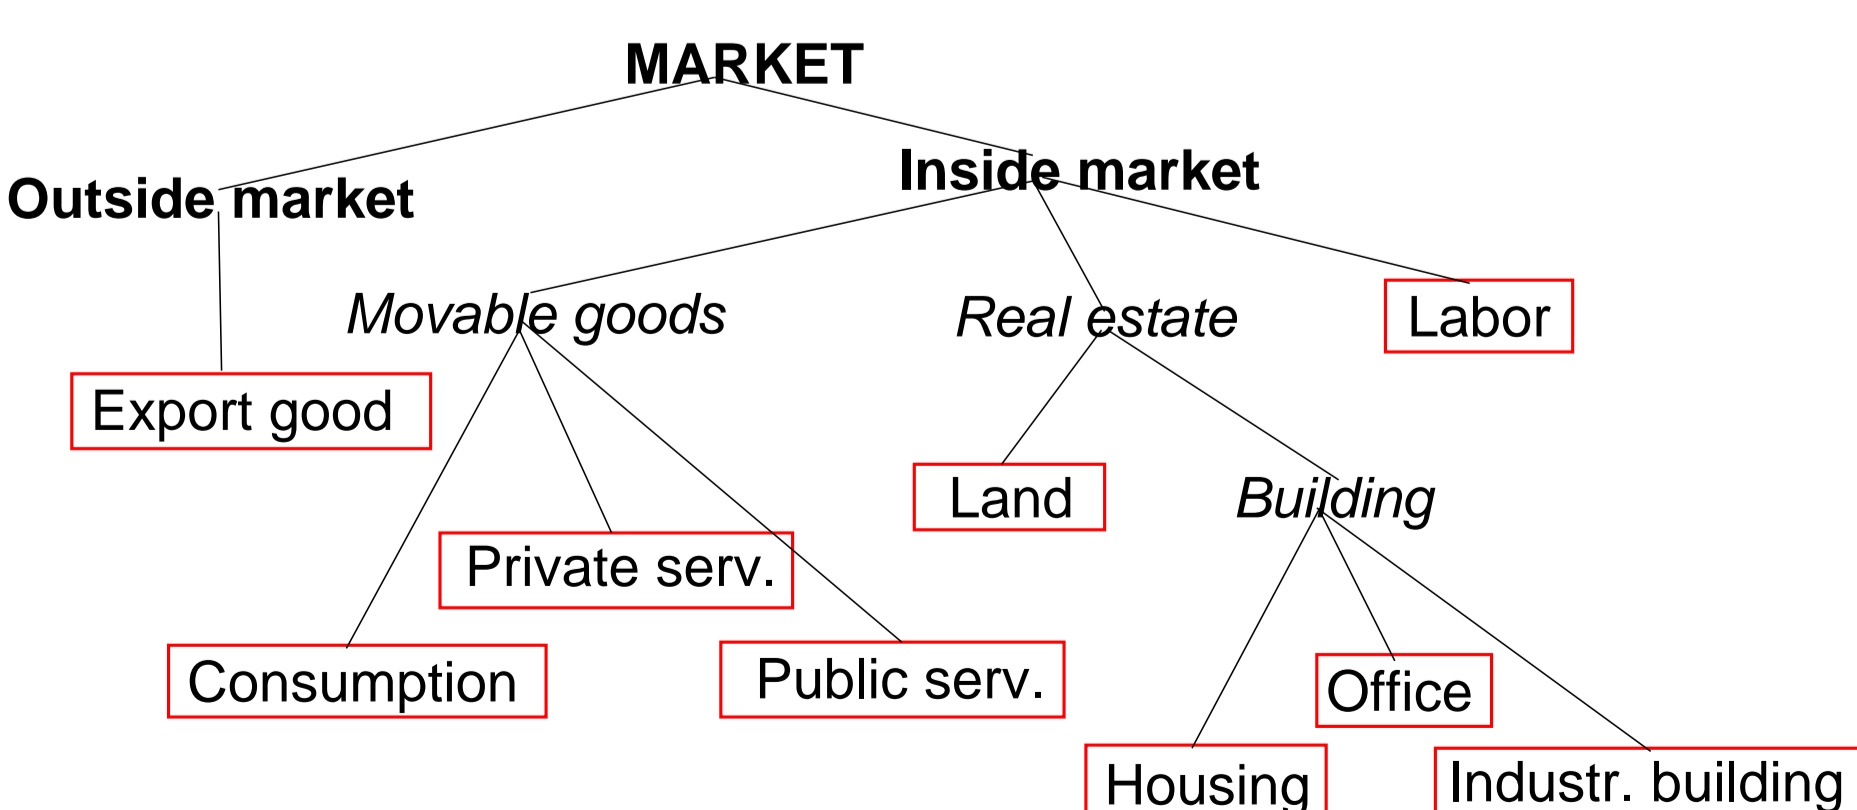 MARKET
Outside market
Inside market
Movable goods
Real estate
Labor
Export good
Land
Building
Private serv.
Consumption
Public serv.
Office
Housing
Industr. building